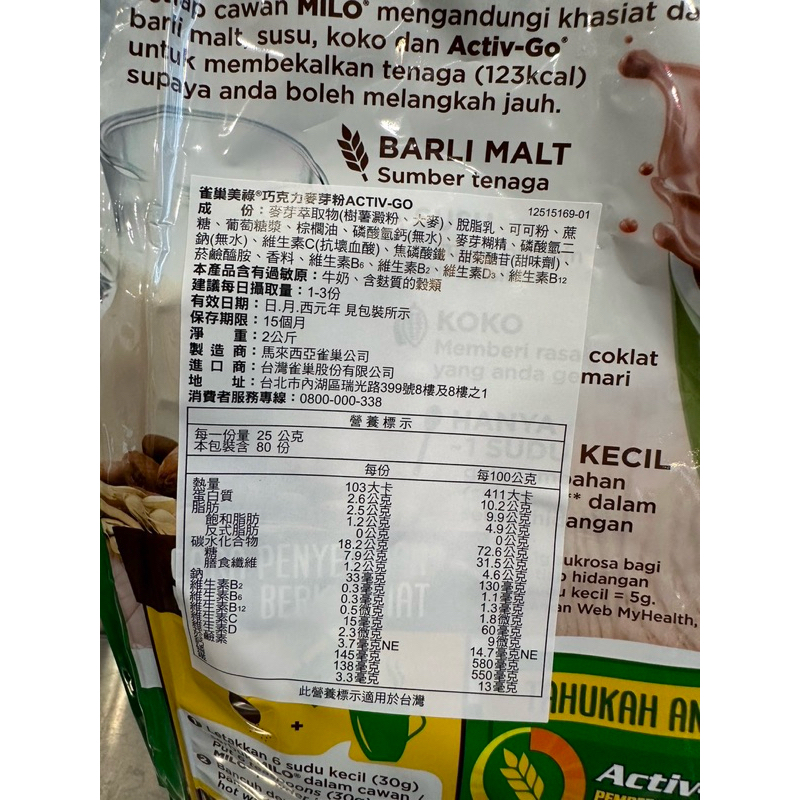 cawan MILO® mengandungi khasiat da
barli malt, susu, koko dan Activ-Go®
untuk membekalkan tenaga (123kcal)
supaya anda boleh melangkah jauh.
BARLI MALT
Sumber tenaga
雀巢美祿®巧克力麥芽粉ACTIV-GO
12515169-01
成 份：麥芽萃取物(樹薯澱粉、大麥)、脫脂乳、可可粉、蔗
糖、葡萄糖漿、棕櫚油、磷酸氫鈣(無水)、麥芽糊精、磷酸氫二
鈉(無水)、維生素C(抗壞血酸)、焦磷酸鐵、甜菊醣苷(甜味劑)、
菸鹼醯胺、香料、維生素B6、維生素B2、維生素D3、維生素B12
本產品含有過敏原：牛奶、含麩質的穀類
建議每日攝取量：1-3份
有效日期：日.月.西元年 見包裝所示
保存期限：15個月
淨 重：2公斤
製 造 商：馬來西亞雀巢公司
進 口 商：台灣雀巢股份有限公司
地 址：台北市內湖區瑞光路399號8樓及8樓之1
消費者服務專線：0800-000-338
KOKO
Memberi rasa coklat
yang anda gemari
HANYA
~1 SUDU KECIL
營養標示
每一份量 25 公克
本包裝含 80 份
每份 每100公克
熱量 103大卡 411大卡
蛋白質 2.6公克 10.2公克
脂肪 2.5公克 9.9公克
飽和脂肪 1.2公克 4.9公克
反式脂肪 0公克 0公克
碳水化合物 18.2公克 72.6公克
糖 7.9公克 31.5公克
膳食纖維 1.2公克 4.6公克
鈉 33毫克 130毫克
維生素B2 0.3毫克 1.1毫克
維生素B6 0.3毫克 1.3毫克
維生素B12 0.5微克 1.8微克
維生素C 15毫克 60毫克
維生素D 2.3微克 9微克
菸鹼素 3.7毫克NE 14.7毫克NE
145毫克 580毫克
138毫克 550毫克
3.3毫克 13毫克
此營養標示適用於台灣
bahan
** dalam
angan
ukrosa bagi
hidangan
u kecil = 5g.
an Web MyHealth,
AHUKAH AN
Activ
Letakkan 6 sudu kecil (30g)
MILO® dalam cawan /